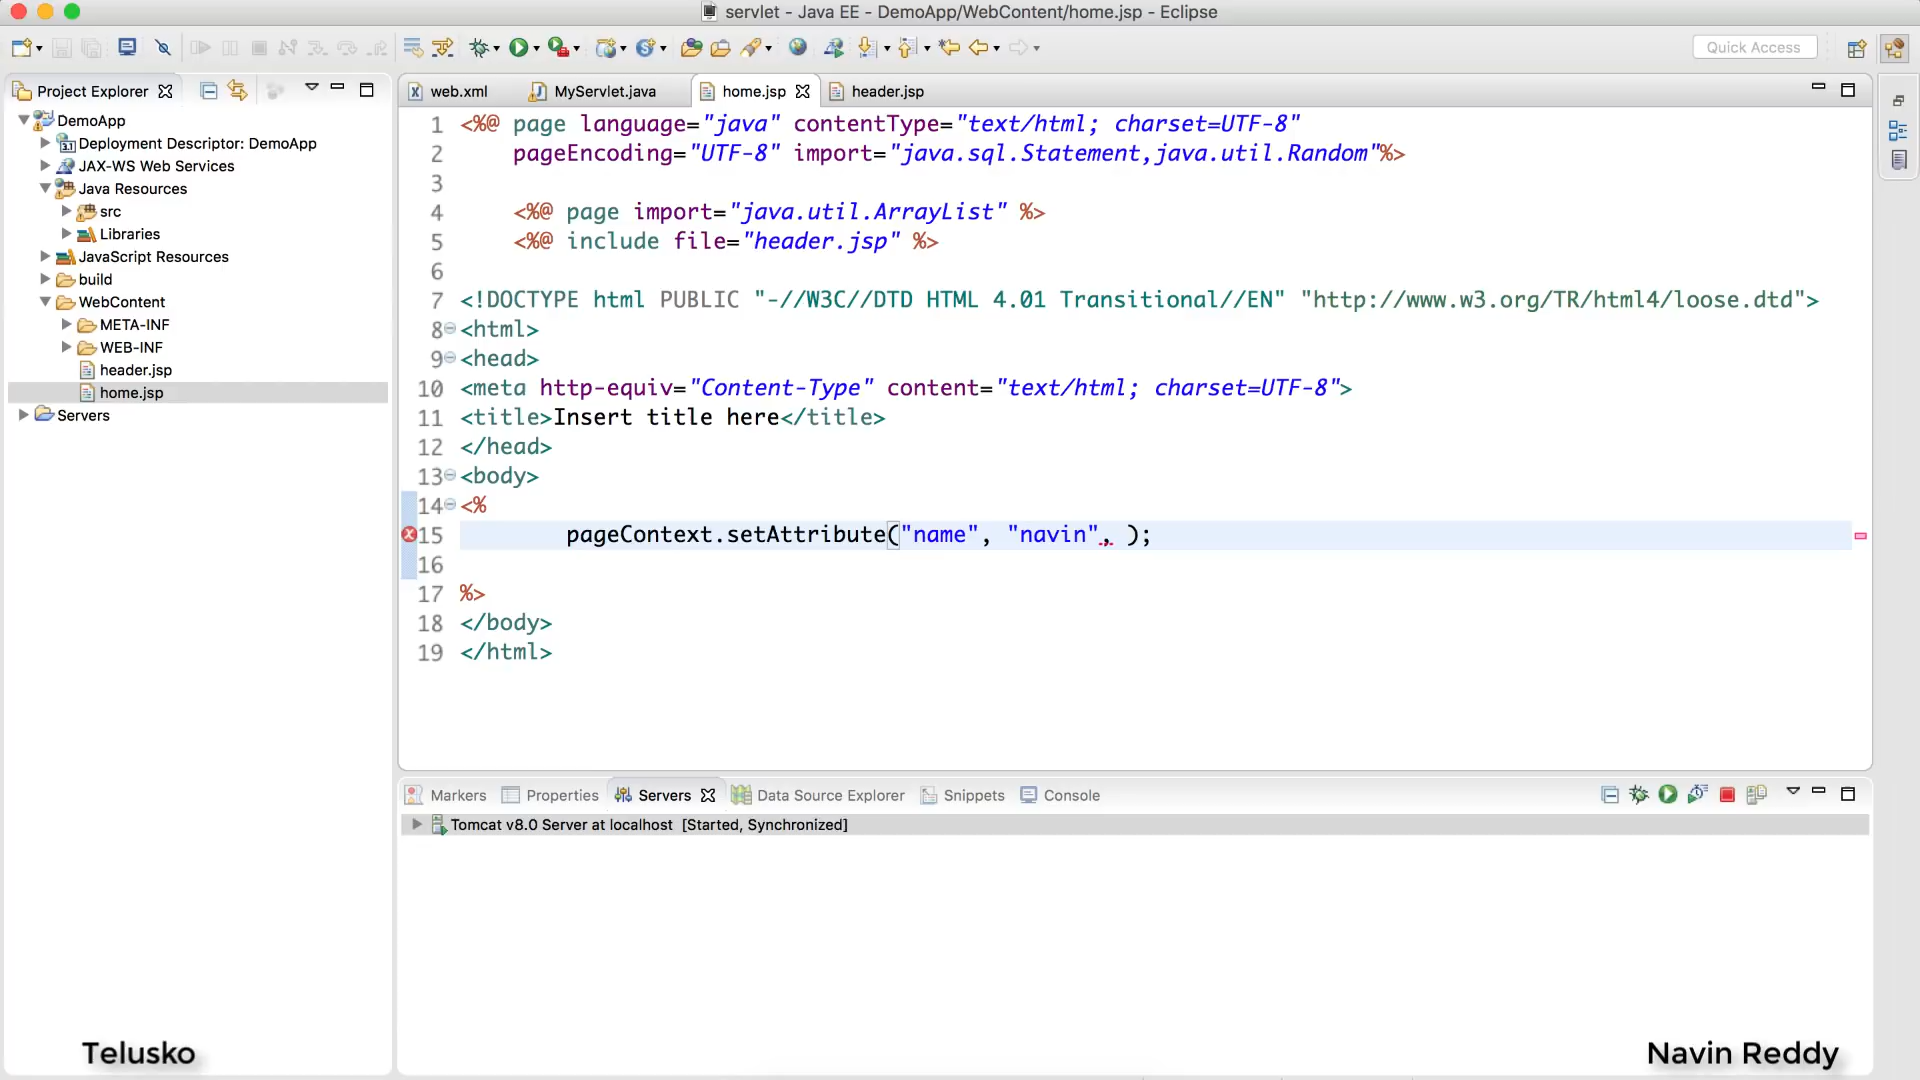 servlet - Java EE - DemoApp/WebContent/home.jsp - Eclipse
Quick Access
Project Explorer
DemoApp
Deployment Descriptor: DemoApp
JAX-WS Web Services
Java Resources
src
Libraries
JavaScript Resources
build
WebContent
META-INF
WEB-INF
header.jsp
home.jsp
Servers
web.xml MyServlet.java home.jsp header.jsp
1 <%@ page language="java" contentType="text/html; charset=UTF-8"
2 pageEncoding="UTF-8" import="java.sql.Statement,java.util.Random"%>
3
4 <%@ page import="java.util.ArrayList" %>
5 <%@ include file="header.jsp" %>
6
7 <!DOCTYPE html PUBLIC "-//W3C//DTD HTML 4.01 Transitional//EN" "http://www.w3.org/TR/html4/loose.dtd">
8 <html>
9 <head>
10 <meta http-equiv="Content-Type" content="text/html; charset=UTF-8">
11 <title>Insert title here</title>
12 </head>
13 <body>
14 <%
15 pageContext.setAttribute("name", "navin", );
16
17 %>
18 </body>
19 </html>
Markers Properties Servers Data Source Explorer Snippets Console
Tomcat v8.0 Server at localhost [Started, Synchronized]
Telusko
Navin Reddy